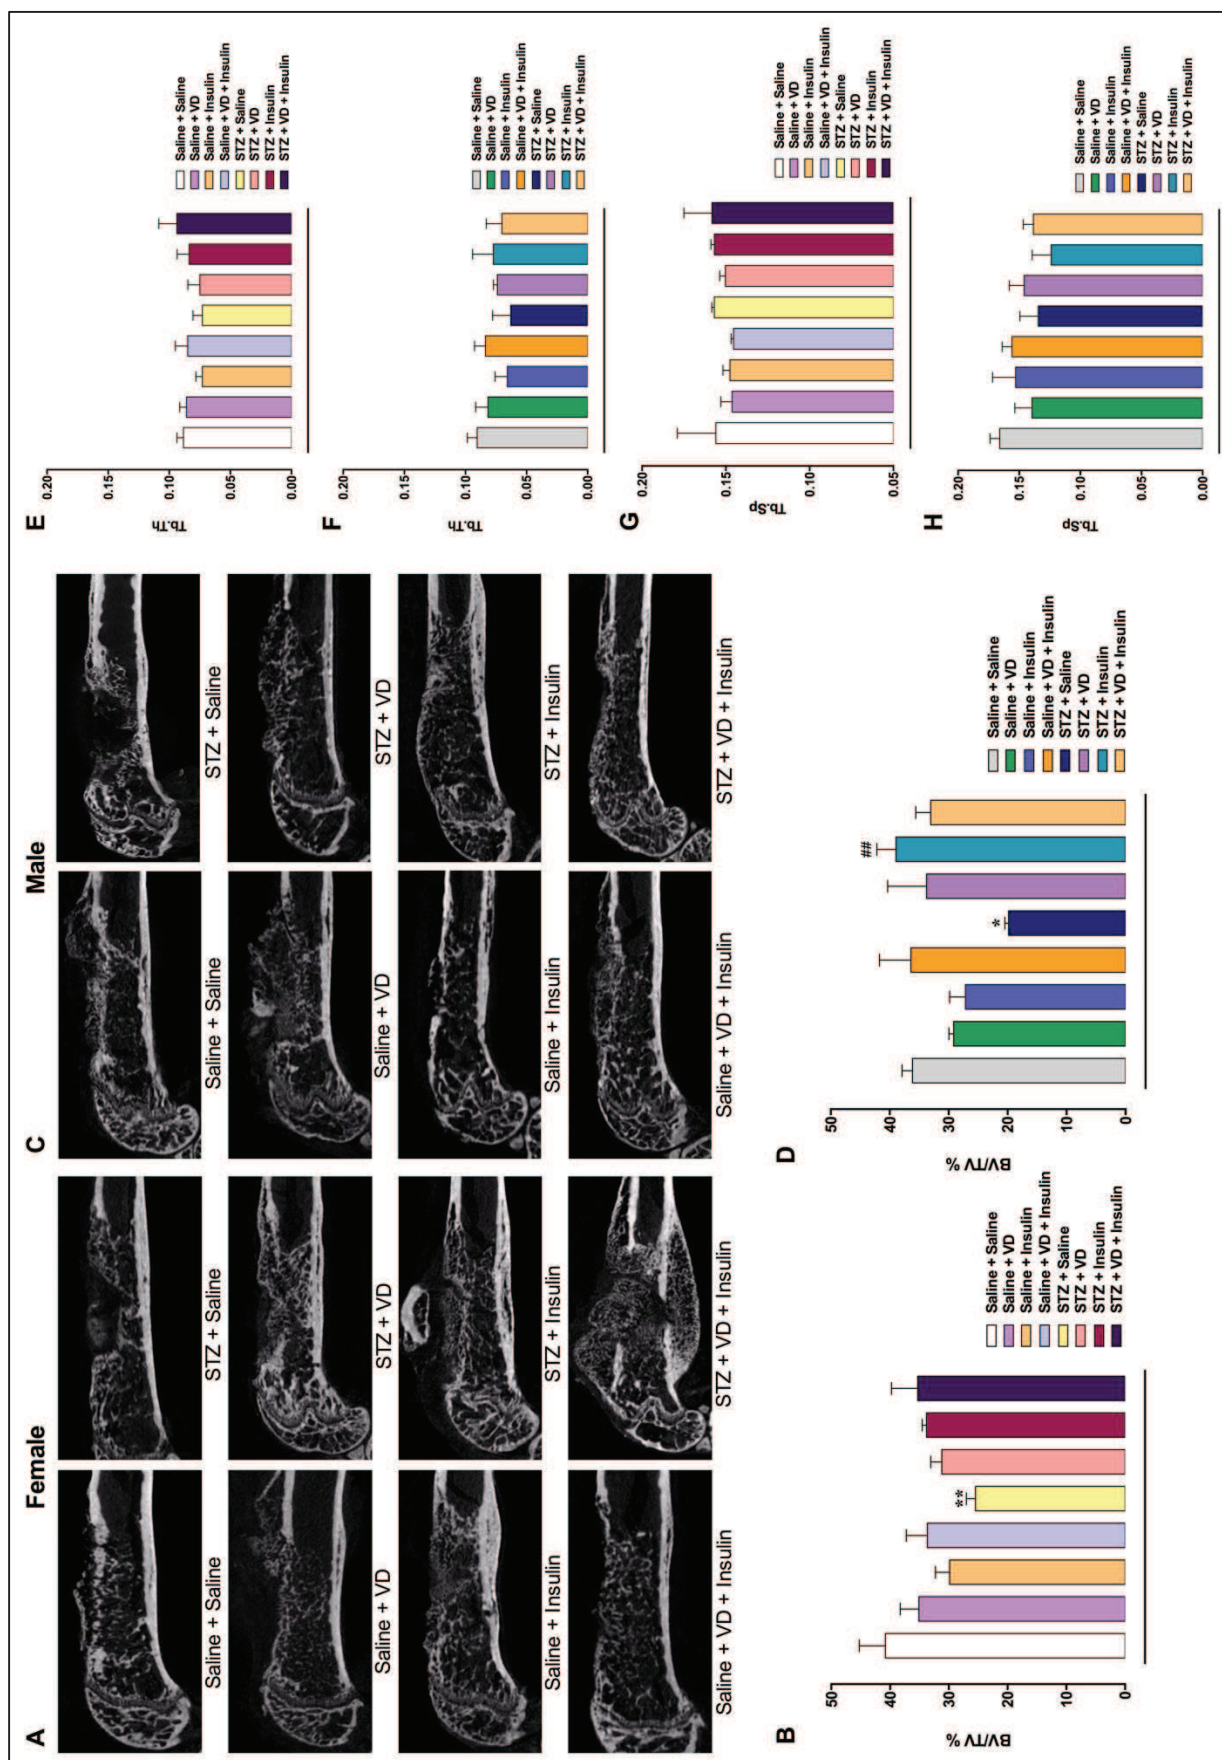 Female
Male
A
Saline + Saline
STZ + Saline
Saline + VD
STZ + VD
Saline + Insulin
STZ + Insulin
Saline + VD + Insulin
STZ + VD + Insulin
C
Saline + Saline
STZ + Saline
Saline + VD
STZ + VD
Saline + Insulin
STZ + Insulin
Saline + VD + Insulin
STZ + VD + Insulin
B
BV/TV %
50
40
30
20
10
0
**
Saline + Saline
Saline + VD
Saline + Insulin
Saline + VD + Insulin
STZ + Saline
STZ + VD
STZ + Insulin
STZ + VD + Insulin
D
BV/TV %
50
40
30
20
10
0
*
##
Saline + Saline
Saline + VD
Saline + Insulin
Saline + VD + Insulin
STZ + Saline
STZ + VD
STZ + Insulin
STZ + VD + Insulin
E
Tb.Th
0.20
0.15
0.10
0.05
0.00
Saline + Saline
Saline + VD
Saline + Insulin
Saline + VD + Insulin
STZ + Saline
STZ + VD
STZ + Insulin
STZ + VD + Insulin
F
Tb.Th
0.20
0.15
0.10
0.05
0.00
Saline + Saline
Saline + VD
Saline + Insulin
Saline + VD + Insulin
STZ + Saline
STZ + VD
STZ + Insulin
STZ + VD + Insulin
G
Tb.Sp
0.20
0.15
0.10
0.05
Saline + Saline
Saline + VD
Saline + Insulin
Saline + VD + Insulin
STZ + Saline
STZ + VD
STZ + Insulin
STZ + VD + Insulin
H
Tb.Sp
0.20
0.15
0.10
0.05
0.00
Saline + Saline
Saline + VD
Saline + Insulin
Saline + VD + Insulin
STZ + Saline
STZ + VD
STZ + Insulin
STZ + VD + Insulin